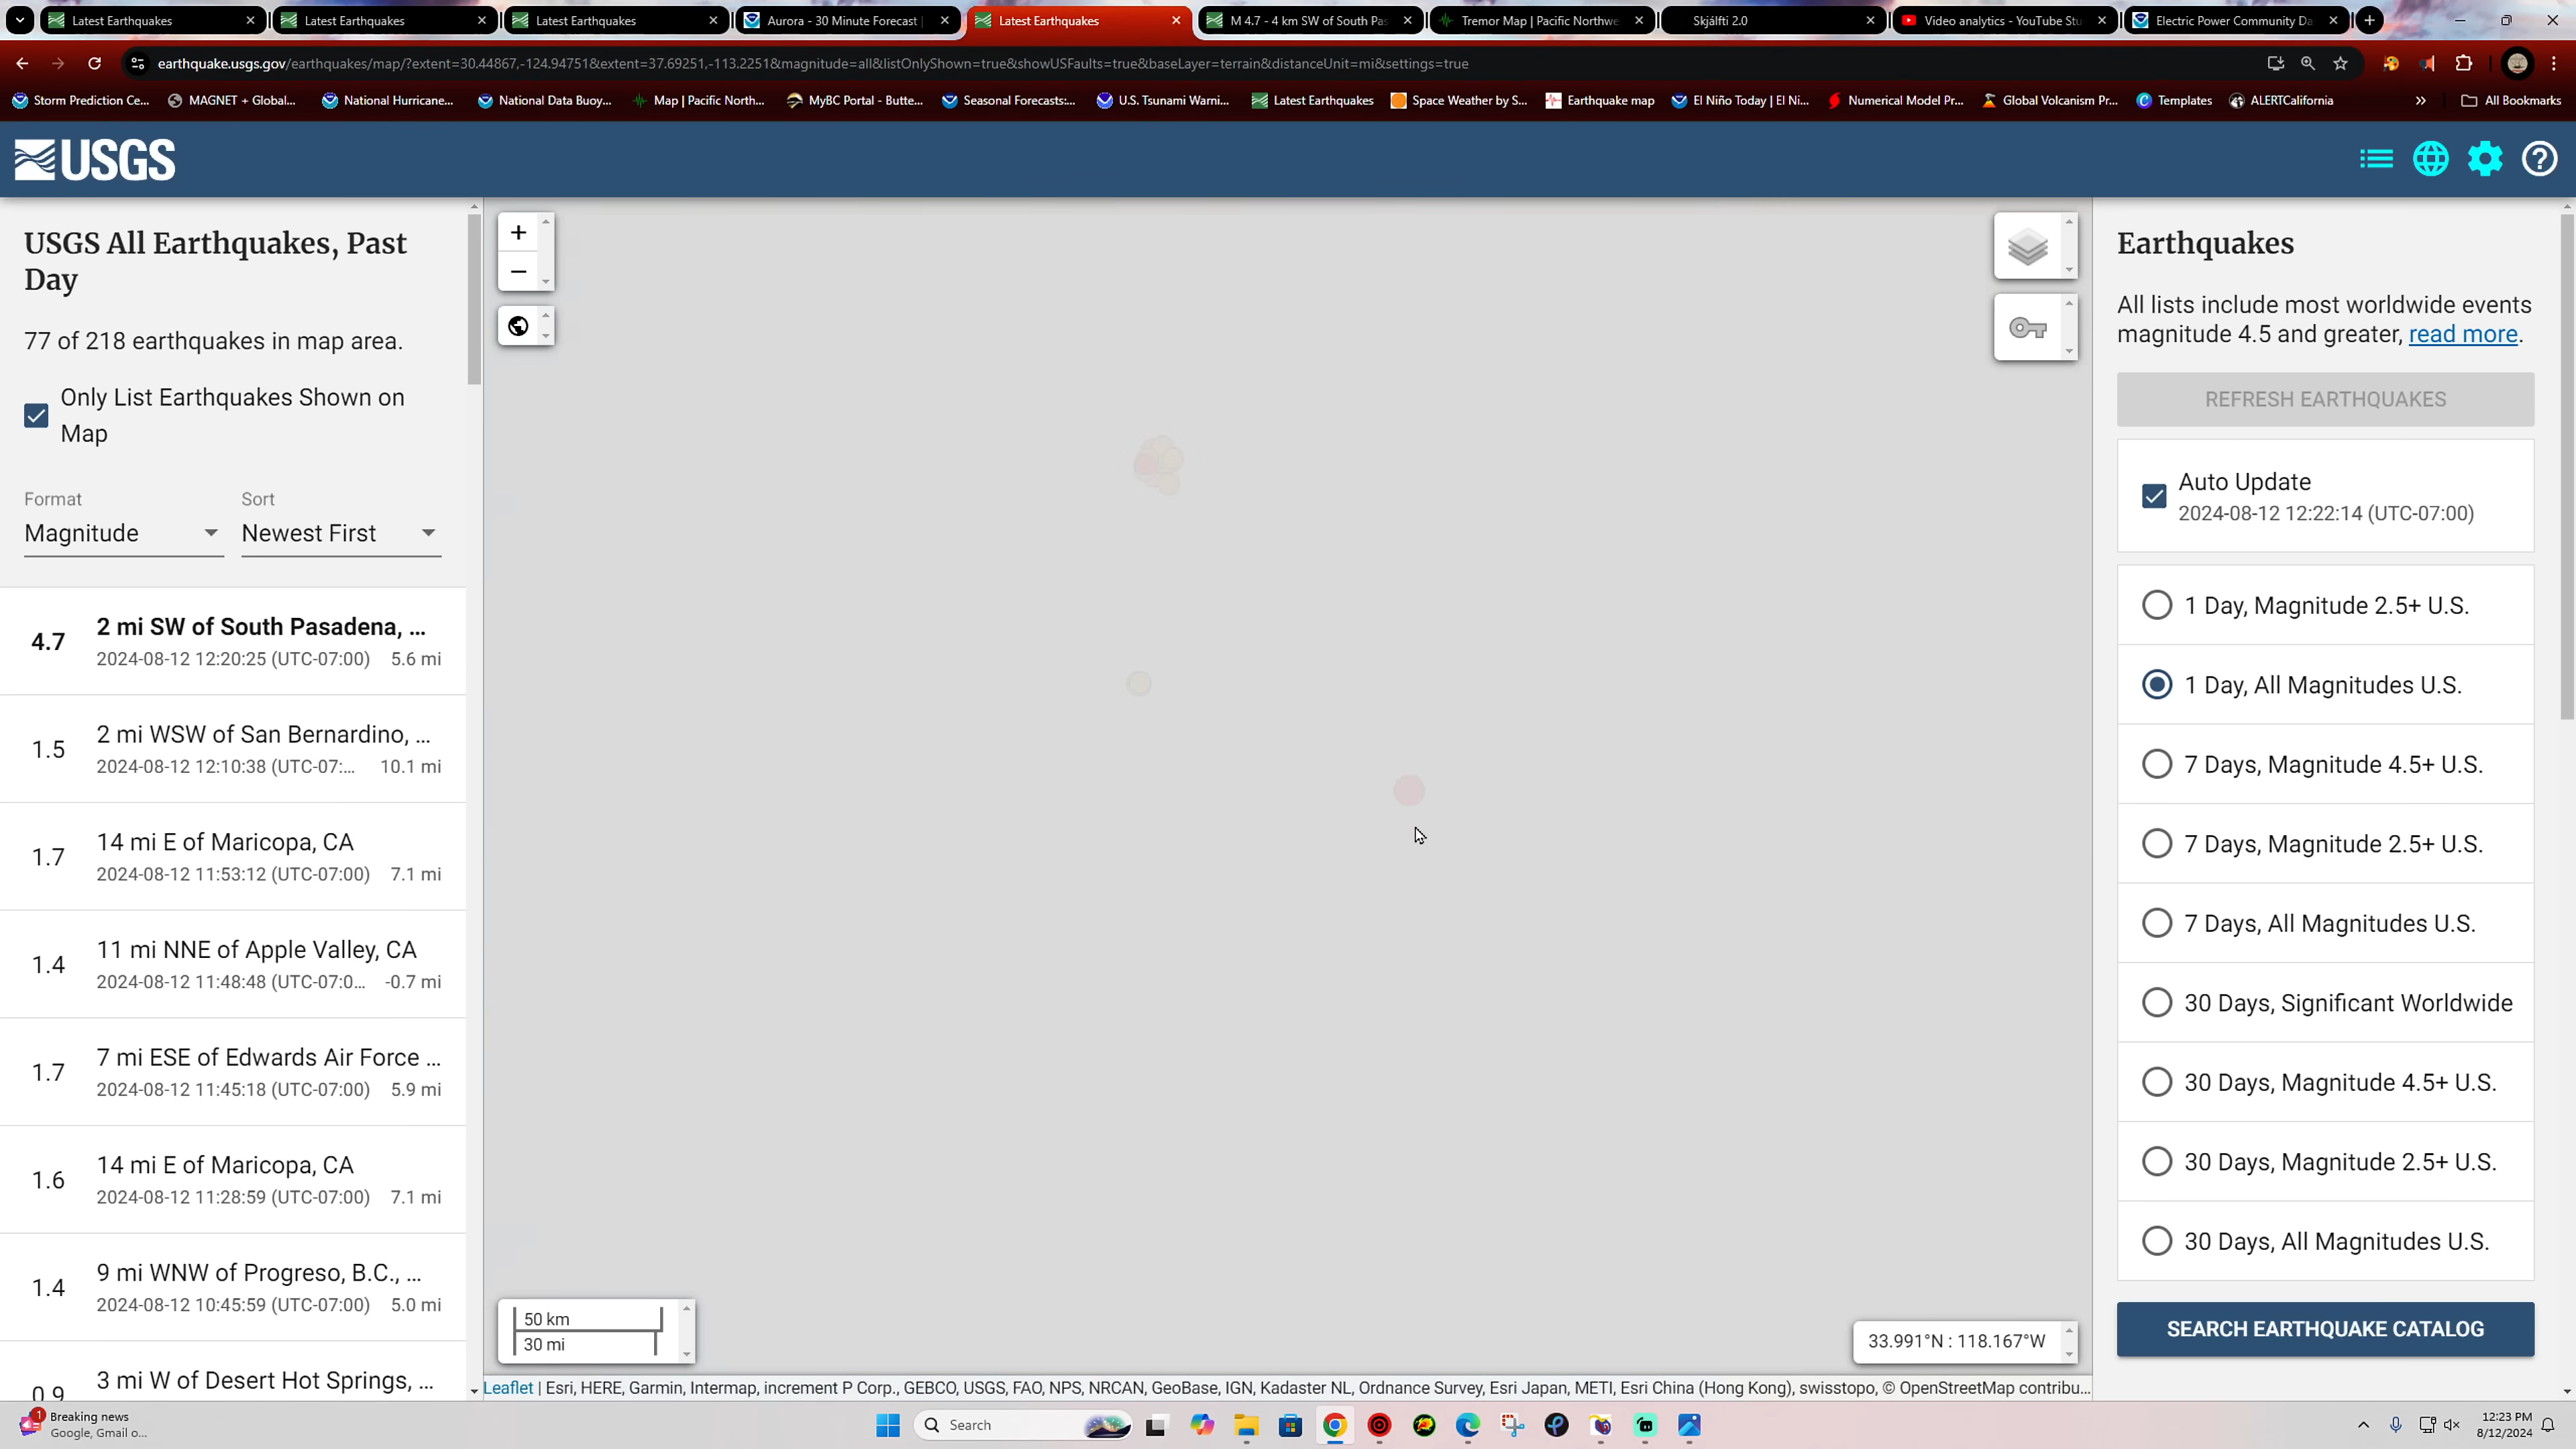 Latest Earthquakes
Latest Earthquakes
Latest Earthquakes
Aurora - 30 Minute Forecast |
Latest Earthquakes
M 4.7 - 4 km SW of South Pas
Tremor Map | Pacific Northwe
Skjálfti 2.0
Video analytics - YouTube Stu
Electric Power Community Da
earthquake.usgs.gov/earthquakes/map/?extent=30.44867,-124.94751&extent=37.69251,-113.2251&magnitude=all&listOnlyShown=true&showUSFaults=true&baseLayer=terrain&distanceUnit=mi&settings=true
Storm Prediction Ce...
MAGNET + Global...
National Hurricane...
National Data Buoy...
Map | Pacific North...
MyBC Portal - Butte...
Seasonal Forecasts:...
U.S. Tsunami Warni...
Latest Earthquakes
Space Weather by S...
Earthquake map
El Niño Today | El Ni...
Numerical Model Pr...
Global Volcanism Pr...
Templates
ALERTCalifornia
»
All Bookmarks
USGS
USGS All Earthquakes, Past
Day
77 of 218 earthquakes in map area.
Only List Earthquakes Shown on
Map
Format
Sort
Magnitude
Newest First
4.7
2 mi SW of South Pasadena, ...
2024-08-12 12:20:25 (UTC-07:00) 5.6 mi
1.5
2 mi WSW of San Bernardino, ...
2024-08-12 12:10:38 (UTC-07:... 10.1 mi
1.7
14 mi E of Maricopa, CA
2024-08-12 11:53:12 (UTC-07:00) 7.1 mi
1.4
11 mi NNE of Apple Valley, CA
2024-08-12 11:48:48 (UTC-07:0... -0.7 mi
1.7
7 mi ESE of Edwards Air Force ...
2024-08-12 11:45:18 (UTC-07:00) 5.9 mi
1.6
14 mi E of Maricopa, CA
2024-08-12 11:28:59 (UTC-07:00) 7.1 mi
1.4
9 mi WNW of Progreso, B.C., ...
2024-08-12 10:45:59 (UTC-07:00) 5.0 mi
0.9
3 mi W of Desert Hot Springs, ...
+
−
50 km
30 mi
33.991°N : 118.167°W
Leaflet | Esri, HERE, Garmin, Intermap, increment P Corp., GEBCO, USGS, FAO, NPS, NRCAN, GeoBase, IGN, Kadaster NL, Ordnance Survey, Esri Japan, METI, Esri China (Hong Kong), swisstopo, © OpenStreetMap contribu...
Earthquakes
All lists include most worldwide events
magnitude 4.5 and greater, read more.
REFRESH EARTHQUAKES
Auto Update
2024-08-12 12:22:14 (UTC-07:00)
1 Day, Magnitude 2.5+ U.S.
1 Day, All Magnitudes U.S.
7 Days, Magnitude 4.5+ U.S.
7 Days, Magnitude 2.5+ U.S.
7 Days, All Magnitudes U.S.
30 Days, Significant Worldwide
30 Days, Magnitude 4.5+ U.S.
30 Days, Magnitude 2.5+ U.S.
30 Days, All Magnitudes U.S.
SEARCH EARTHQUAKE CATALOG
1
Breaking news
Google, Gmail o...
Search
12:23 PM
8/12/2024